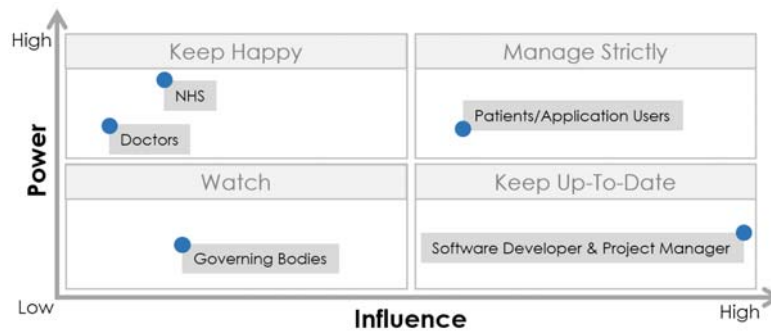 High
Keep Happy
Manage Strictly
NHS
Patients/Application Users
Doctors
Power
Watch
Keep Up-To-Date
Governing Bodies
Software Developer & Project Manager
Low
Influence
High